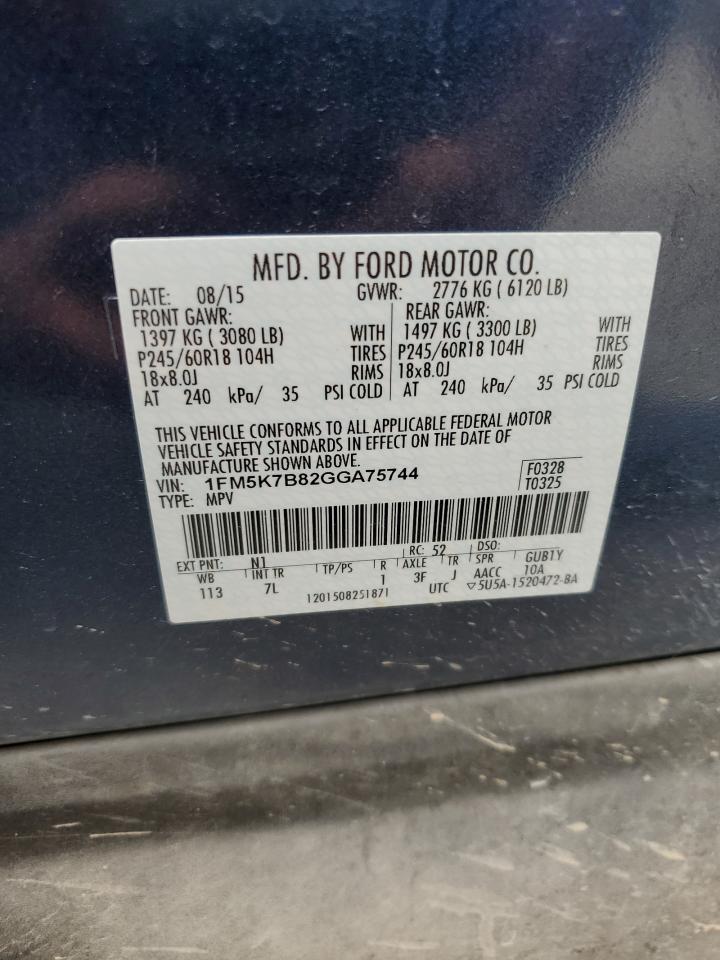 MFD. BY FORD MOTOR CO.
DATE: 08/15 GVWR: 2776 KG ( 6120 LB)
FRONT GAWR: REAR GAWR:
1397 KG ( 3080 LB) WITH 1497 KG ( 3300 LB) WITH
P245/60R18 104H TIRES P245/60R18 104H TIRES
18x8.0J RIMS 18x8.0J RIMS
AT 240 kPa/ 35 PSI COLD AT 240 kPa/ 35 PSI COLD
THIS VEHICLE CONFORMS TO ALL APPLICABLE FEDERAL MOTOR
VEHICLE SAFETY STANDARDS IN EFFECT ON THE DATE OF
MANUFACTURE SHOWN ABOVE.
VIN: 1FM5K7B82GGA75744 F0328
TYPE: MPV T0325
EXT PNT: N1 RC: 52 DSO:
WB INT TR TP/PS R AXLE TR SPR GUB1Y
113 7L 1 3F J AACC 10A
1201508251871 UTC ▽5U5A-1520472-BA